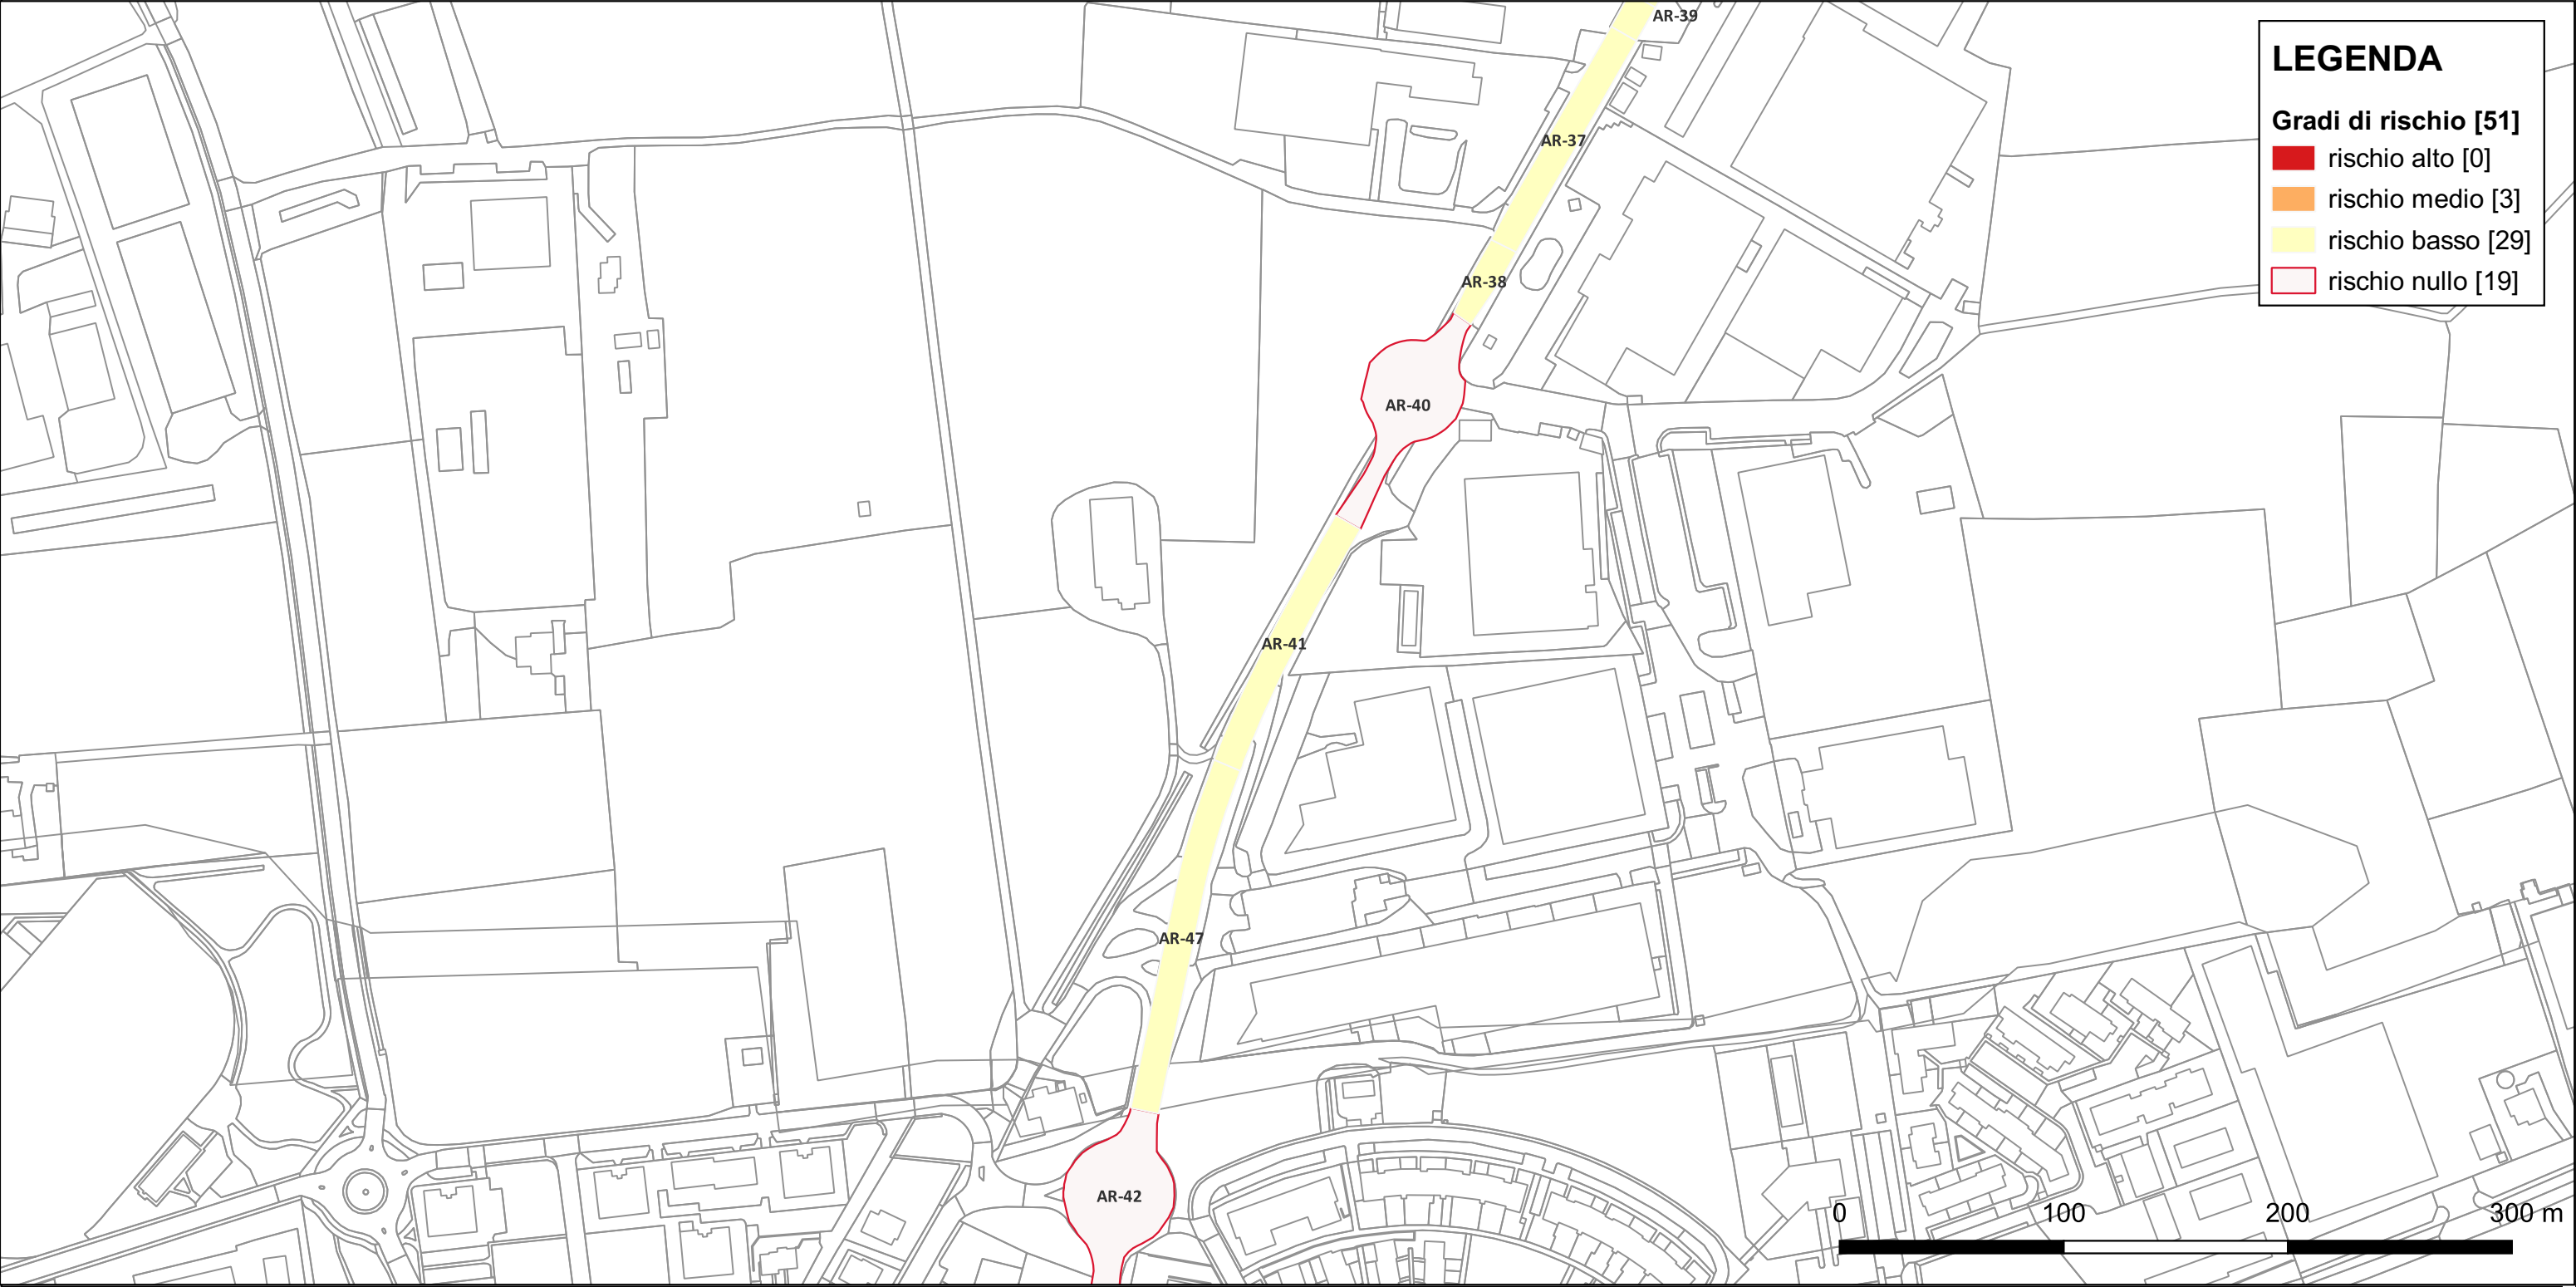 AR-39
LEGENDA
Gradi di rischio [51]
rischio alto [0]
rischio medio [3]
rischio basso [29]
rischio nullo [19]
AR-37
AR-38
AR-40
AR-41
AR-47
AR-42
0 100 200 300 m